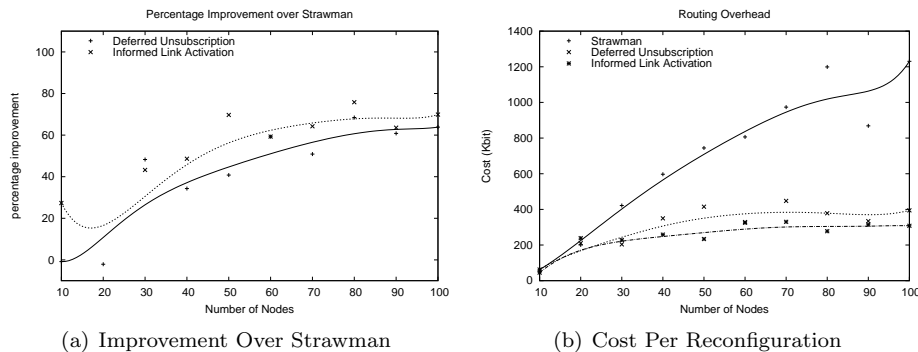 Percentage Improvement over Strawman
Deferred Unsubscription
Informed Link Activation
percentage improvement
100
80
60
40
20
0
10 20 30 40 50 60 70 80 90 100
Number of Nodes
(a) Improvement Over Strawman
Routing Overhead
Strawman
Deferred Unsubscription
Informed Link Activation
Cost (Kbit)
1400
1200
1000
800
600
400
200
0
10 20 30 40 50 60 70 80 90 100
Number of Nodes
(b) Cost Per Reconfiguration